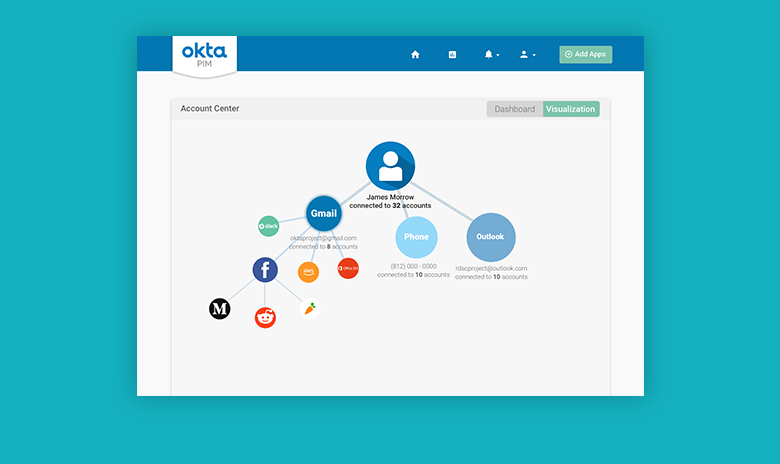 okta
PIM
Add Apps
Account Center
Dashboard
Visualization
James Morrow
connected to 32 accounts
Gmail
slack
oktaproject@gmail.com
connected to 8 accounts
Phone
Outlook
(812) 000 - 0000
connected to 10 accounts
rdscproject@outlook.com
connected to 10 accounts
f
aws
Office 365
M